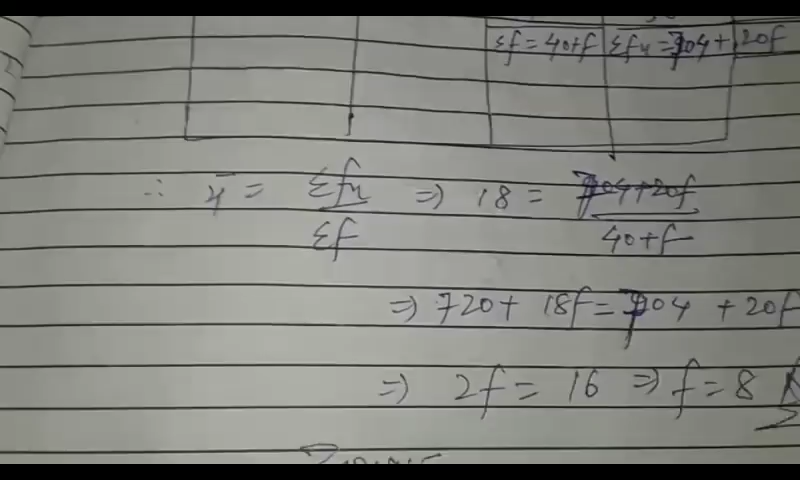 Σf = 40+f Σfx = 704 + 20f
∴ x̄ = Σfx / Σf ⇒ 18 = 704+20f / 40+f
⇒ 720 + 18f = 704 + 20f
⇒ 2f = 16 ⇒ f = 8